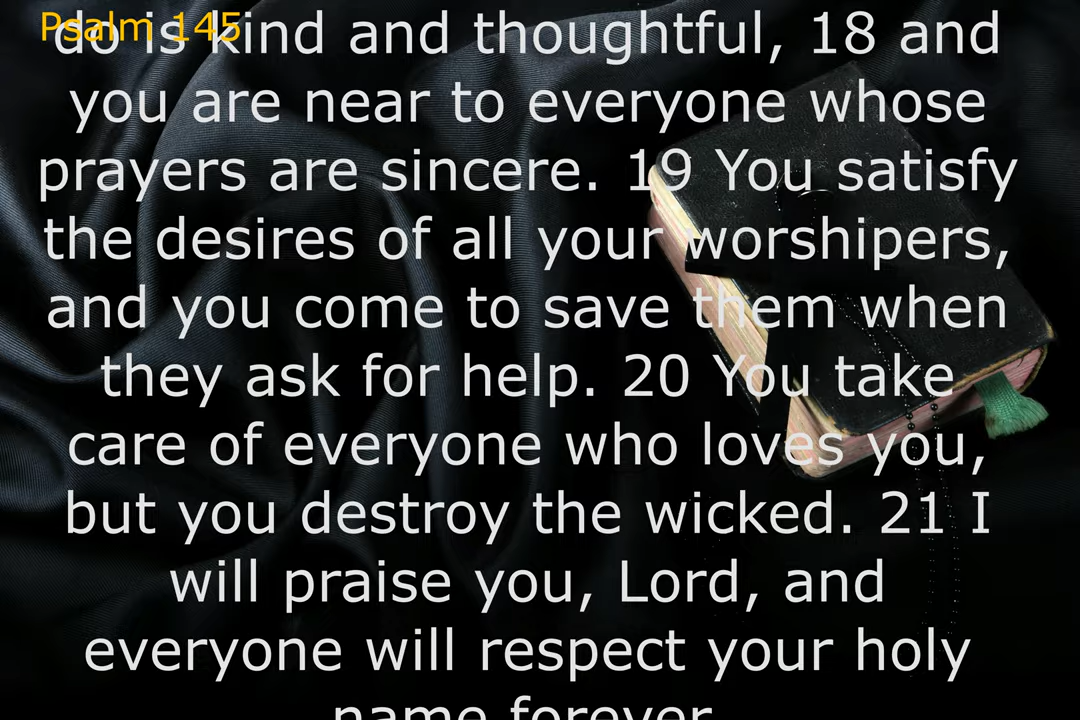 Psalm 145
do is kind and thoughtful, 18 and
you are near to everyone whose
prayers are sincere. 19 You satisfy
the desires of all your worshipers,
and you come to save them when
they ask for help. 20 You take
care of everyone who loves you,
but you destroy the wicked. 21 I
will praise you, Lord, and
everyone will respect your holy
name forever.